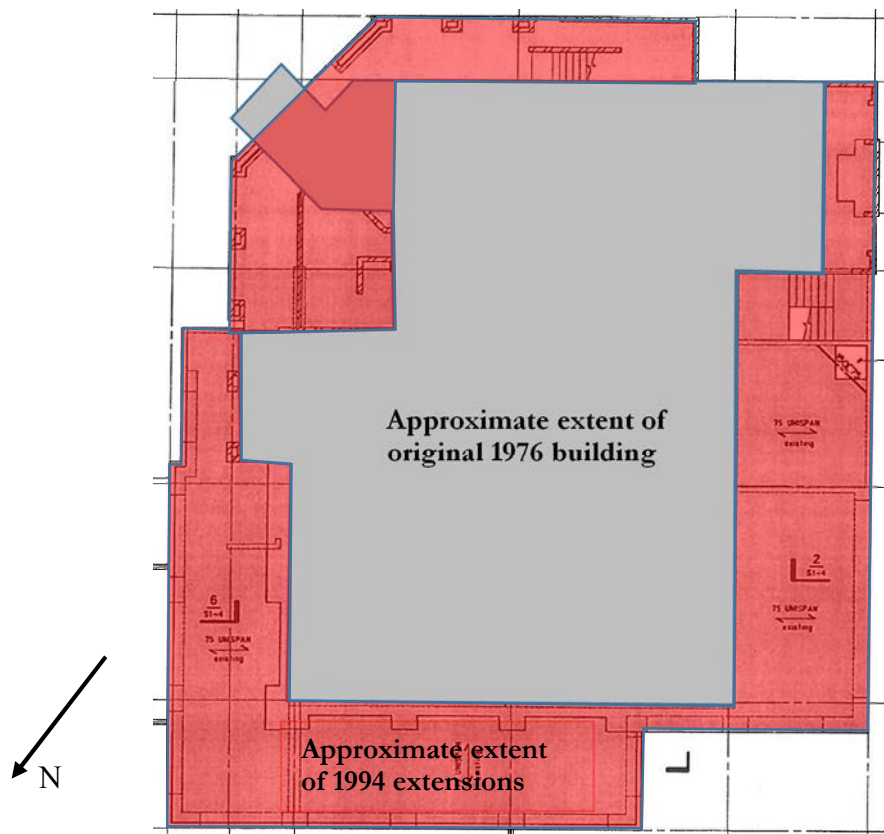 Approximate extent of
original 1976 building
75 UNISPAN
existing
2
S1-4
6
S1-4
75 UNISPAN
existing
75 UNISPAN
existing
Approximate extent
of 1994 extensions
N